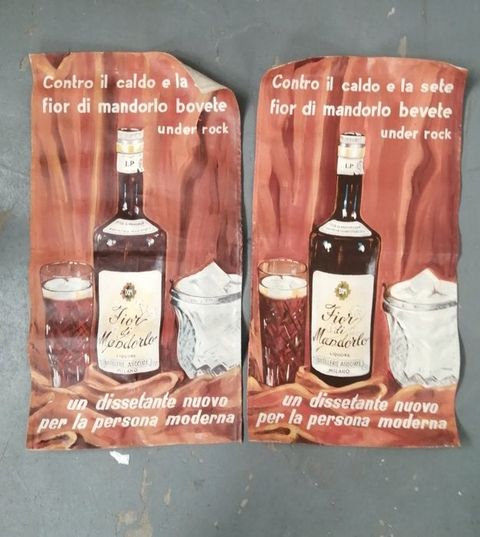 Contro il caldo e la
fior di mandorlo bovete
under rock
I.P
Fior
di
Mandorlo
LIQUORE
MILANO
un dissetante nuovo
per la persona moderna
Contro il caldo e la sete
fior di mandorlo bevete
under rock
I.P
Fior
di
Mandorlo
LIQUORE
MILANO
un dissetante nuovo
per la persona moderna